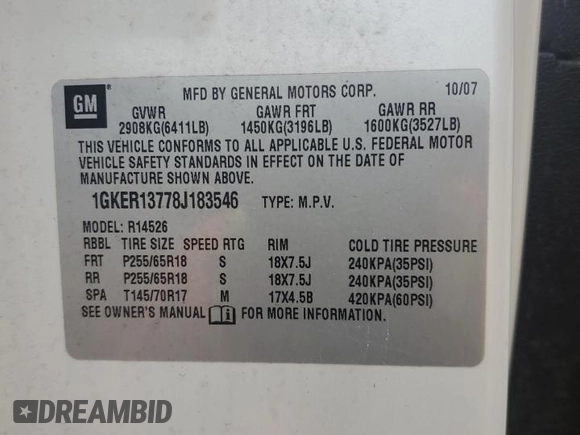 GM
®
MFD BY GENERAL MOTORS CORP. 10/07
GVWR GAWR FRT GAWR RR
2908KG(6411LB) 1450KG(3196LB) 1600KG(3527LB)
THIS VEHICLE CONFORMS TO ALL APPLICABLE U.S. FEDERAL MOTOR
VEHICLE SAFETY STANDARDS IN EFFECT ON THE DATE OF
MANUFACTURE SHOWN ABOVE.
1GKER13778J183546 TYPE: M.P.V.
MODEL: R14526
RBBL TIRE SIZE SPEED RTG RIM COLD TIRE PRESSURE
FRT P255/65R18 S 18X7.5J 240KPA(35PSI)
RR P255/65R18 S 18X7.5J 240KPA(35PSI)
SPA T145/70R17 M 17X4.5B 420KPA(60PSI)
SEE OWNER'S MANUAL i FOR MORE INFORMATION.
DREAMBID